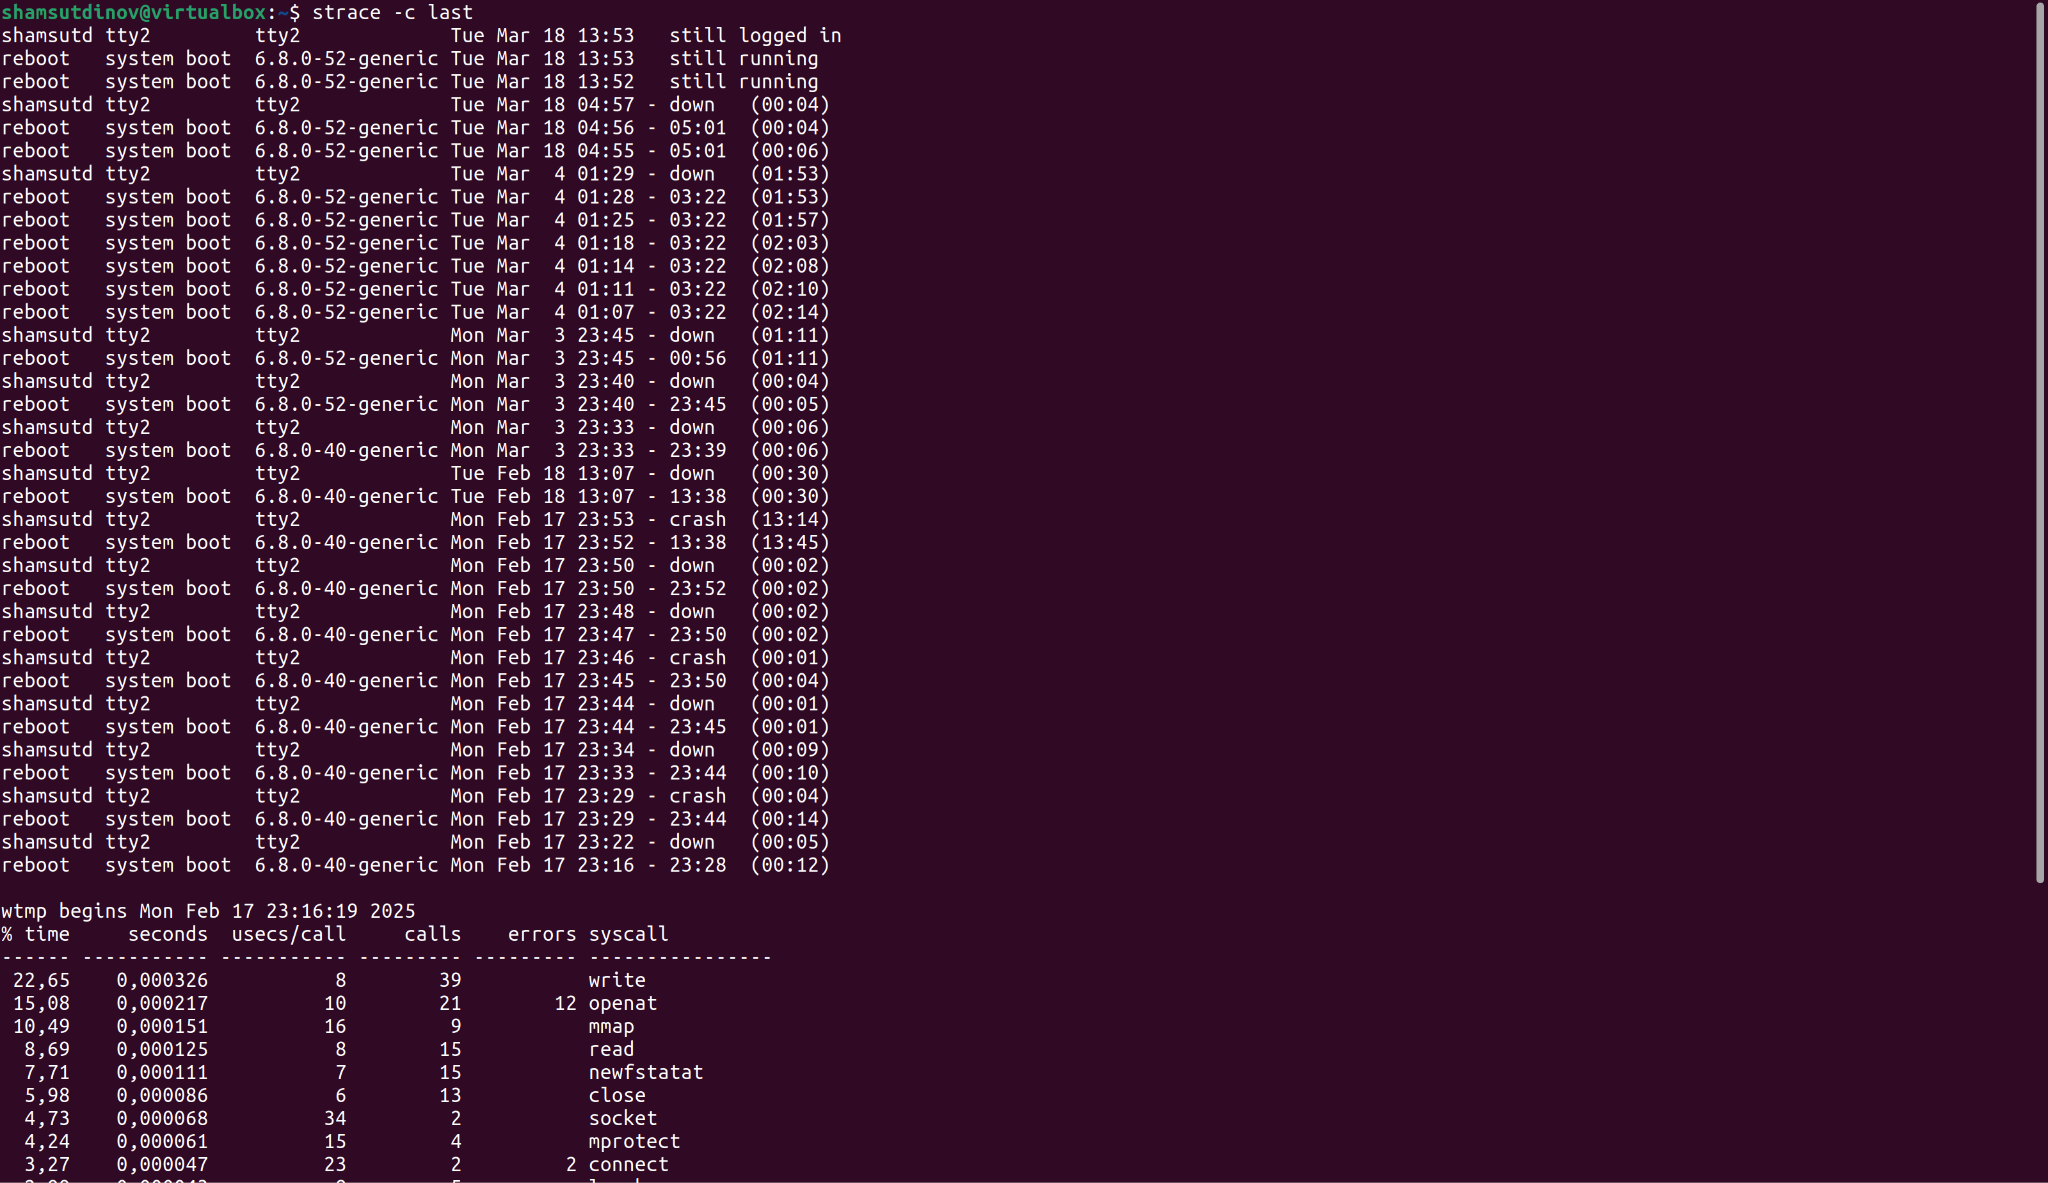 shamsutdinov@virtualbox:~$ strace -c last
shamsutd tty2         tty2             Tue Mar 18 13:53   still logged in
reboot   system boot  6.8.0-52-generic Tue Mar 18 13:53   still running
reboot   system boot  6.8.0-52-generic Tue Mar 18 13:52   still running
shamsutd tty2         tty2             Tue Mar 18 04:57 - down   (00:04)
reboot   system boot  6.8.0-52-generic Tue Mar 18 04:56 - 05:01  (00:04)
reboot   system boot  6.8.0-52-generic Tue Mar 18 04:55 - 05:01  (00:06)
shamsutd tty2         tty2             Tue Mar  4 01:29 - down   (01:53)
reboot   system boot  6.8.0-52-generic Tue Mar  4 01:28 - 03:22  (01:53)
reboot   system boot  6.8.0-52-generic Tue Mar  4 01:25 - 03:22  (01:57)
reboot   system boot  6.8.0-52-generic Tue Mar  4 01:18 - 03:22  (02:03)
reboot   system boot  6.8.0-52-generic Tue Mar  4 01:14 - 03:22  (02:08)
reboot   system boot  6.8.0-52-generic Tue Mar  4 01:11 - 03:22  (02:10)
reboot   system boot  6.8.0-52-generic Tue Mar  4 01:07 - 03:22  (02:14)
shamsutd tty2         tty2             Mon Mar  3 23:45 - down   (01:11)
reboot   system boot  6.8.0-52-generic Mon Mar  3 23:45 - 00:56  (01:11)
shamsutd tty2         tty2             Mon Mar  3 23:40 - down   (00:04)
reboot   system boot  6.8.0-52-generic Mon Mar  3 23:40 - 23:45  (00:05)
shamsutd tty2         tty2             Mon Mar  3 23:33 - down   (00:06)
reboot   system boot  6.8.0-40-generic Mon Mar  3 23:33 - 23:39  (00:06)
shamsutd tty2         tty2             Tue Feb 18 13:07 - down   (00:30)
reboot   system boot  6.8.0-40-generic Tue Feb 18 13:07 - 13:38  (00:30)
shamsutd tty2         tty2             Mon Feb 17 23:53 - crash  (13:14)
reboot   system boot  6.8.0-40-generic Mon Feb 17 23:52 - 13:38  (13:45)
shamsutd tty2         tty2             Mon Feb 17 23:50 - down   (00:02)
reboot   system boot  6.8.0-40-generic Mon Feb 17 23:50 - 23:52  (00:02)
shamsutd tty2         tty2             Mon Feb 17 23:48 - down   (00:02)
reboot   system boot  6.8.0-40-generic Mon Feb 17 23:47 - 23:50  (00:02)
shamsutd tty2         tty2             Mon Feb 17 23:46 - crash  (00:01)
reboot   system boot  6.8.0-40-generic Mon Feb 17 23:45 - 23:50  (00:04)
shamsutd tty2         tty2             Mon Feb 17 23:44 - down   (00:01)
reboot   system boot  6.8.0-40-generic Mon Feb 17 23:44 - 23:45  (00:01)
shamsutd tty2         tty2             Mon Feb 17 23:34 - down   (00:09)
reboot   system boot  6.8.0-40-generic Mon Feb 17 23:33 - 23:44  (00:10)
shamsutd tty2         tty2             Mon Feb 17 23:29 - crash  (00:04)
reboot   system boot  6.8.0-40-generic Mon Feb 17 23:29 - 23:44  (00:14)
shamsutd tty2         tty2             Mon Feb 17 23:22 - down   (00:05)
reboot   system boot  6.8.0-40-generic Mon Feb 17 23:16 - 23:28  (00:12)

wtmp begins Mon Feb 17 23:16:19 2025
% time     seconds  usecs/call     calls    errors syscall
------ ----------- ----------- --------- --------- ----------------
 22,65    0,000326           8        39           write
 15,08    0,000217          10        21        12 openat
 10,49    0,000151          16         9           mmap
  8,69    0,000125           8        15           read
  7,71    0,000111           7        15           newfstatat
  5,98    0,000086           6        13           close
  4,73    0,000068          34         2           socket
  4,24    0,000061          15         4           mprotect
  3,27    0,000047          23         2         2 connect